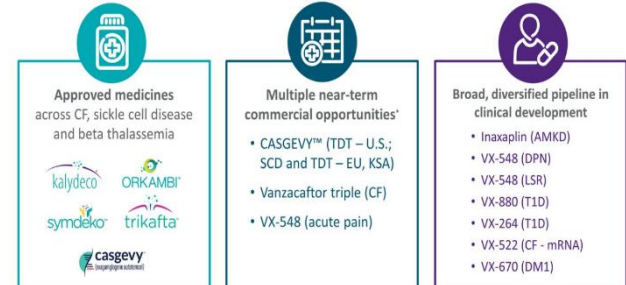 Approved medicines
across CF, sickle cell disease
and beta thalassemia
kalydeco
ORKAMBI
symdeko
trikafta
casgevy
(exagamglogene autotemcel)
Multiple near-term
commercial opportunities*
• CASGEVY™ (TDT – U.S.;
SCD and TDT – EU, KSA)
• Vanzacaftor triple (CF)
• VX-548 (acute pain)
Broad, diversified pipeline in
clinical development
• Inaxaplin (AMKD)
• VX-548 (DPN)
• VX-548 (LSR)
• VX-880 (T1D)
• VX-264 (T1D)
• VX-522 (CF - mRNA)
• VX-670 (DM1)